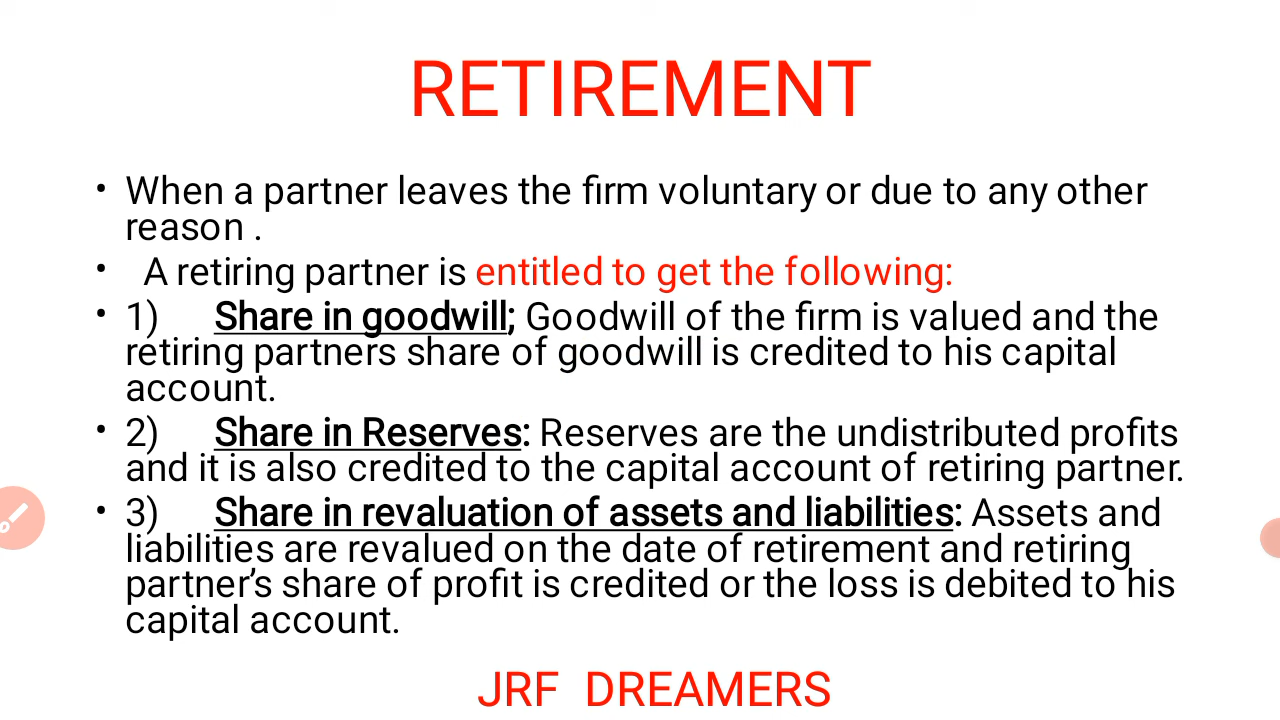 RETIREMENT
• When a partner leaves the firm voluntary or due to any other
reason .
• A retiring partner is entitled to get the following:
• 1) Share in goodwill; Goodwill of the firm is valued and the
retiring partners share of goodwill is credited to his capital
account.
• 2) Share in Reserves: Reserves are the undistributed profits
and it is also credited to the capital account of retiring partner.
• 3) Share in revaluation of assets and liabilities: Assets and
liabilities are revalued on the date of retirement and retiring
partner’s share of profit is credited or the loss is debited to his
capital account.
JRF DREAMERS